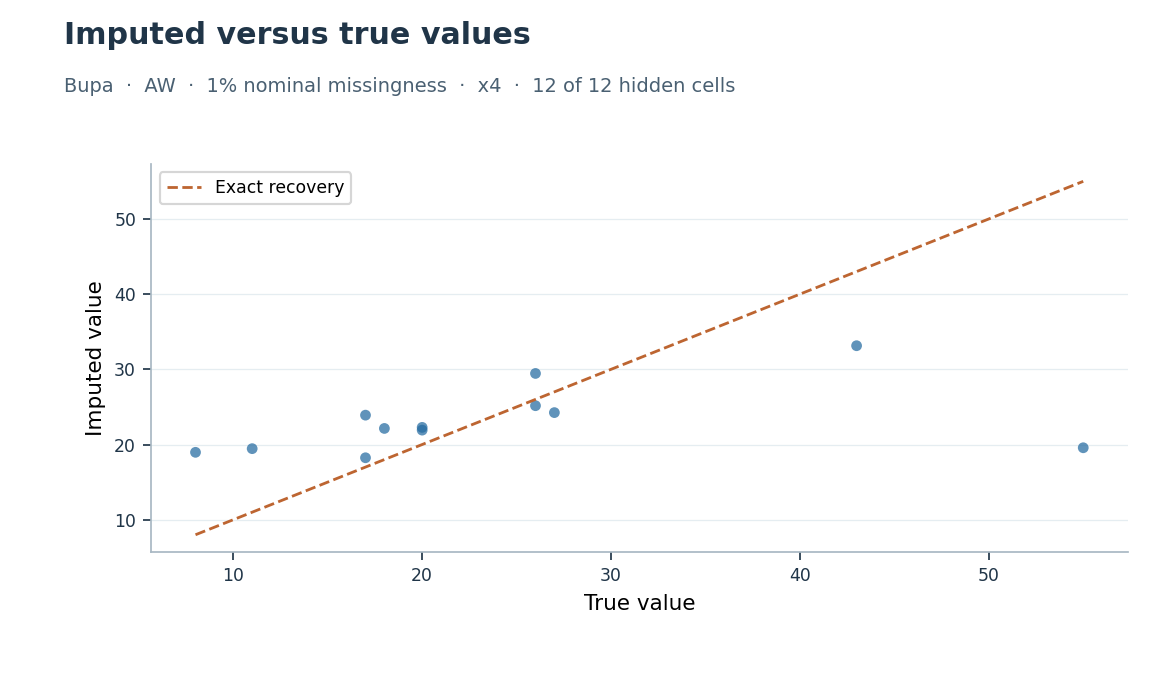 Imputed versus true values
Bupa · AW · 1% nominal missingness · x4 · 12 of 12 hidden cells
Exact recovery
50
40
30
20
10
Imputed value
10 20 30 40 50
True value